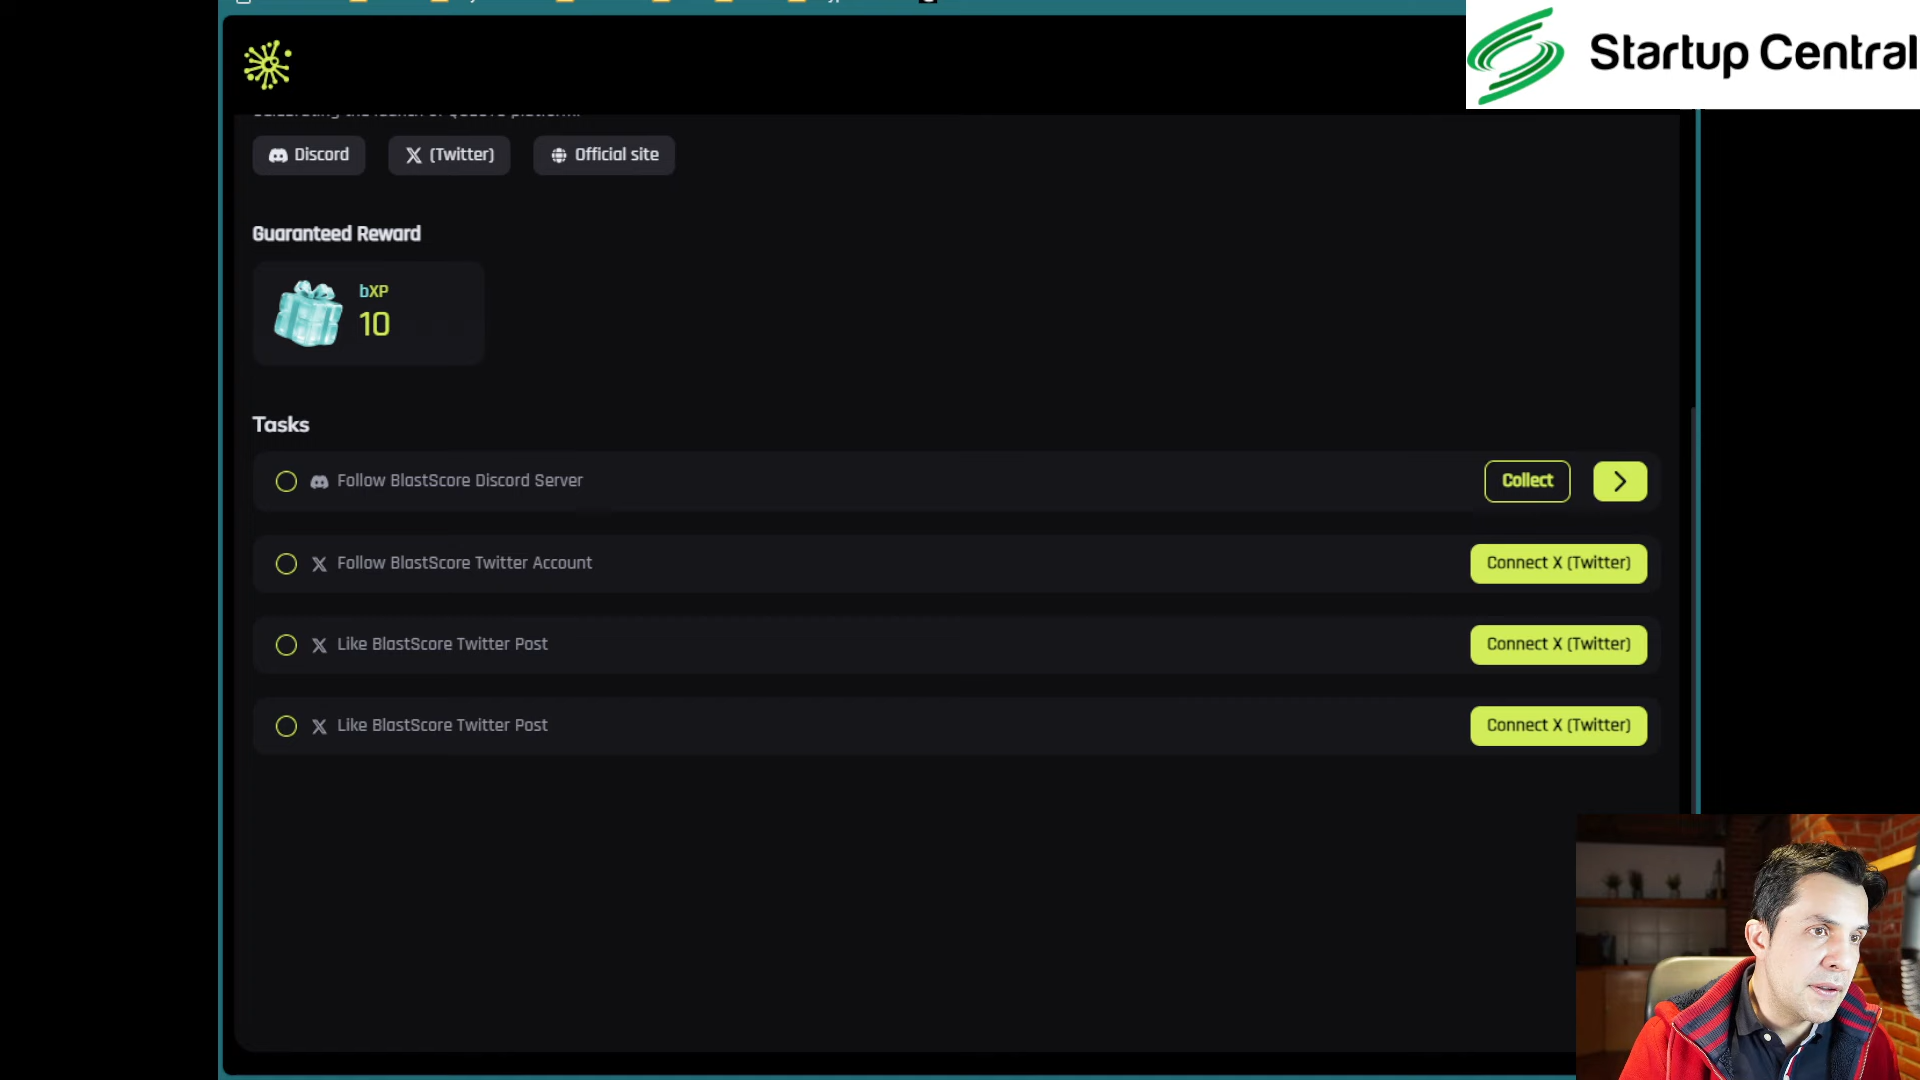 Startup Central
Discord
X (Twitter)
Official site
Guaranteed Reward
bXP
10
Tasks
Follow BlastScore Discord Server
Collect
Follow BlastScore Twitter Account
Connect X (Twitter)
Like BlastScore Twitter Post
Connect X (Twitter)
Like BlastScore Twitter Post
Connect X (Twitter)